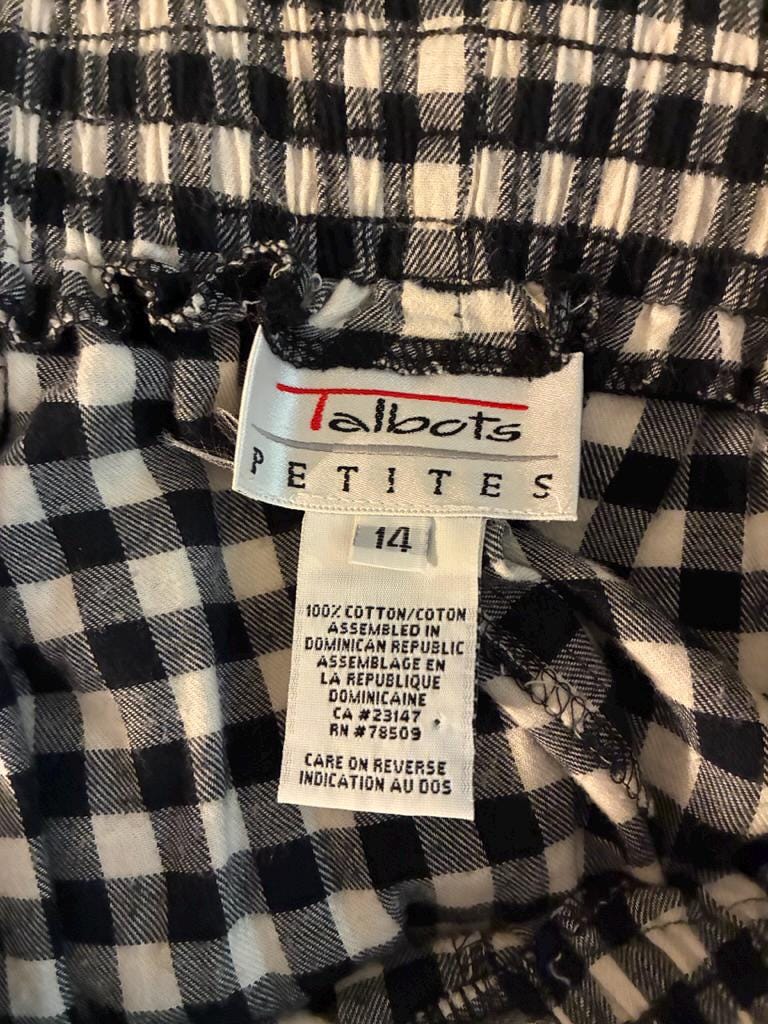 Talbots
PETITES
14
100% COTTON/COTON
ASSEMBLED IN
DOMINICAN REPUBLIC
ASSEMBLAGE EN
LA REPUBLIQUE
DOMINICAINE
CA #23147
RN #78509
CARE ON REVERSE
INDICATION AU DOS